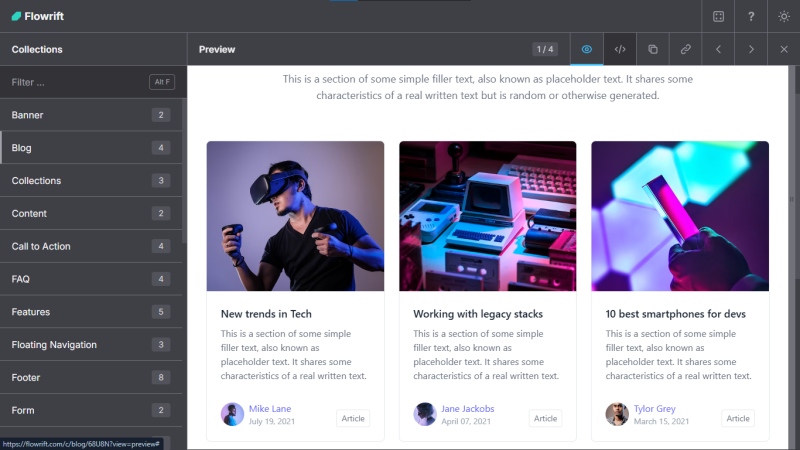 Flowrift
?
Collections
Preview
1 / 4
</>
Filter ...
Alt F
Banner
2
Blog
4
Collections
3
Content
2
Call to Action
4
FAQ
4
Features
5
Floating Navigation
3
Footer
8
Form
2
https://flowrift.com/c/blog/68U8N?view=preview#
This is a section of some simple filler text, also known as placeholder text. It shares some
characteristics of a real written text but is random or otherwise generated.
New trends in Tech
This is a section of some simple
filler text, also known as
placeholder text. It shares some
characteristics of a real written text.
Mike Lane
July 19, 2021
Article
Working with legacy stacks
This is a section of some simple
filler text, also known as
placeholder text. It shares some
characteristics of a real written text.
Jane Jackobs
April 07, 2021
Article
10 best smartphones for devs
This is a section of some simple
filler text, also known as
placeholder text. It shares some
characteristics of a real written text.
Tylor Grey
March 15, 2021
Article